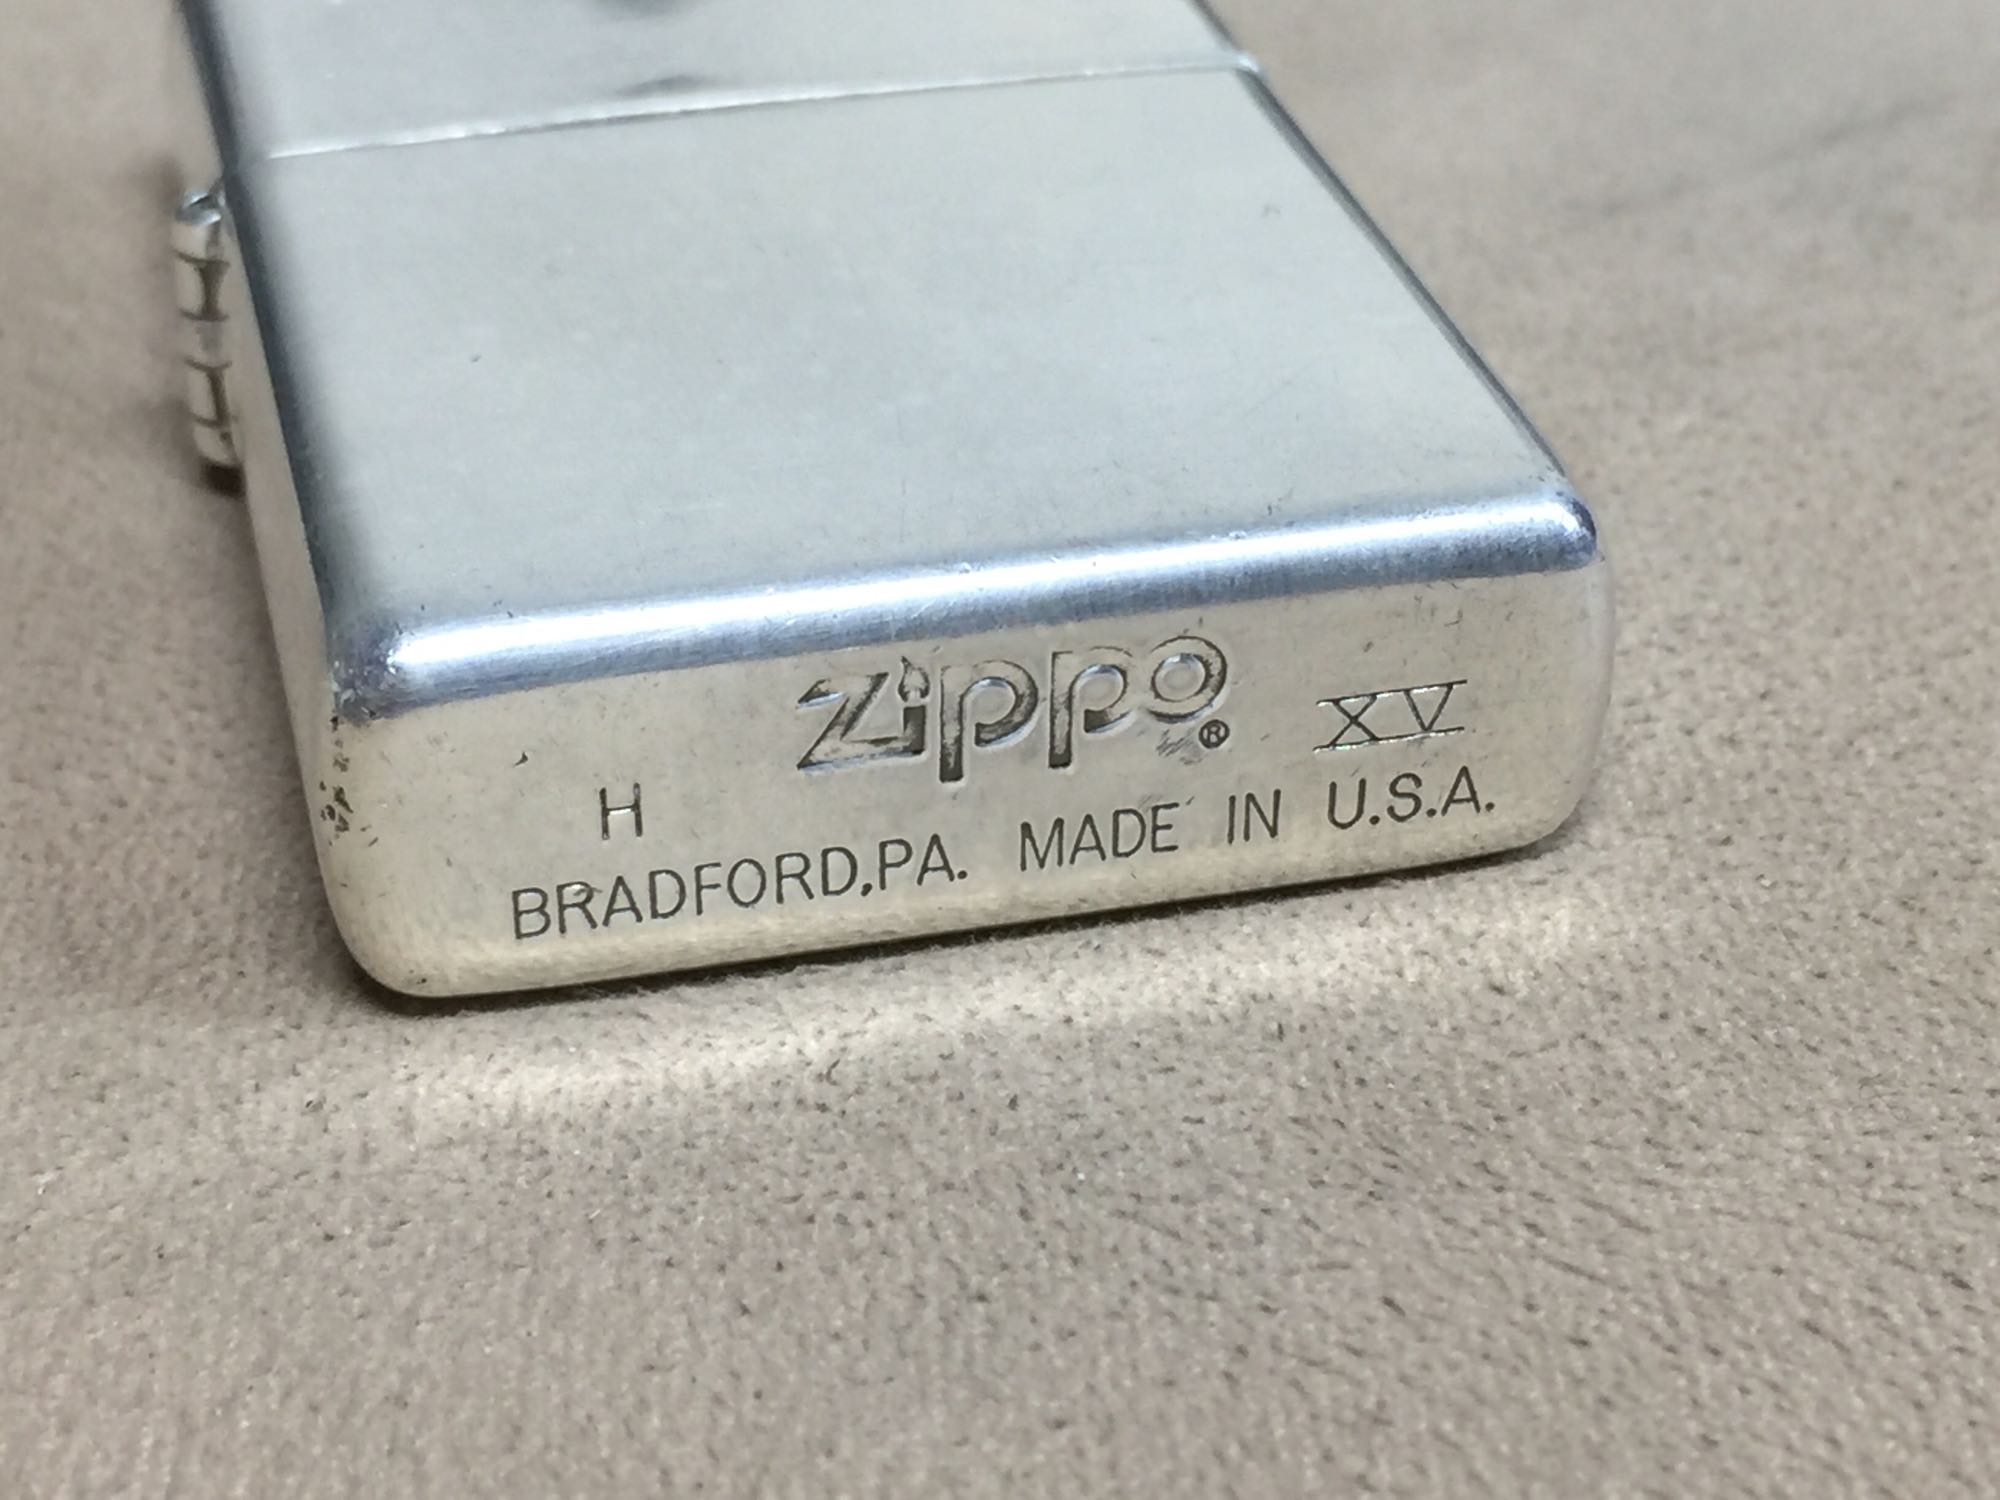 zippo® XV
H
BRADFORD,PA. MADE IN U.S.A.